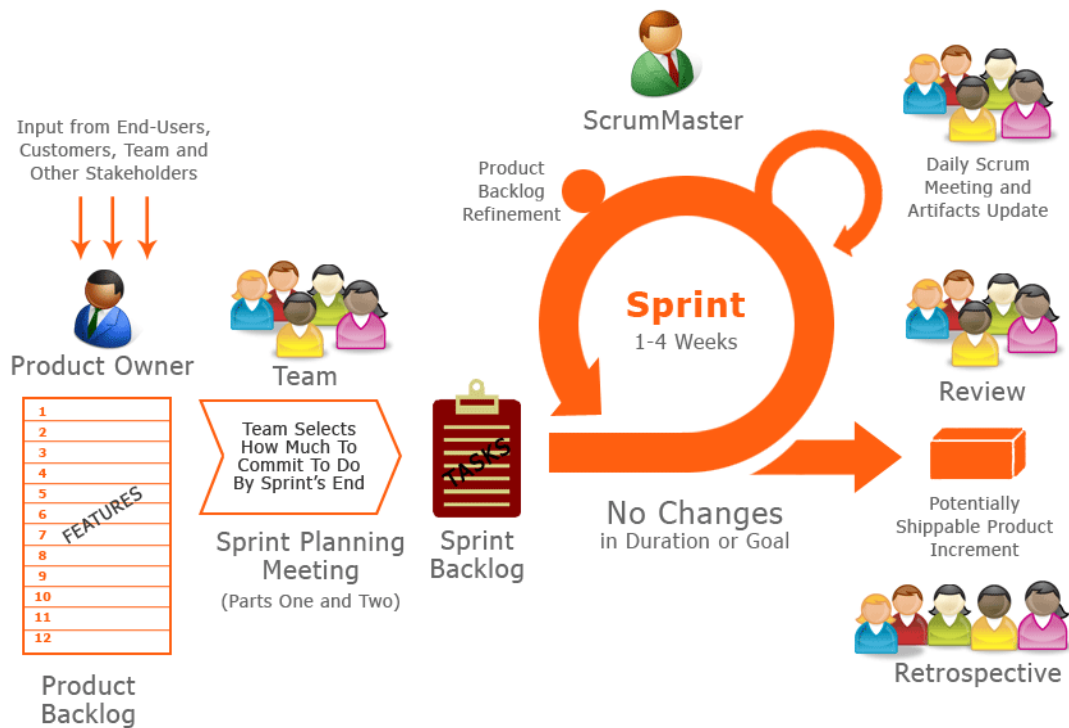 Input from End-Users,
Customers, Team and
Other Stakeholders
Product Owner
1
2
3
4
5
6
7
8
9
10
11
12
FEATURES
Product
Backlog
Team
Team Selects
How Much To
Commit To Do
By Sprint's End
Sprint Planning
Meeting
(Parts One and Two)
TASKS
Sprint
Backlog
ScrumMaster
Product
Backlog
Refinement
Sprint
1-4 Weeks
No Changes
in Duration or Goal
Daily Scrum
Meeting and
Artifacts Update
Review
Potentially
Shippable Product
Increment
Retrospective